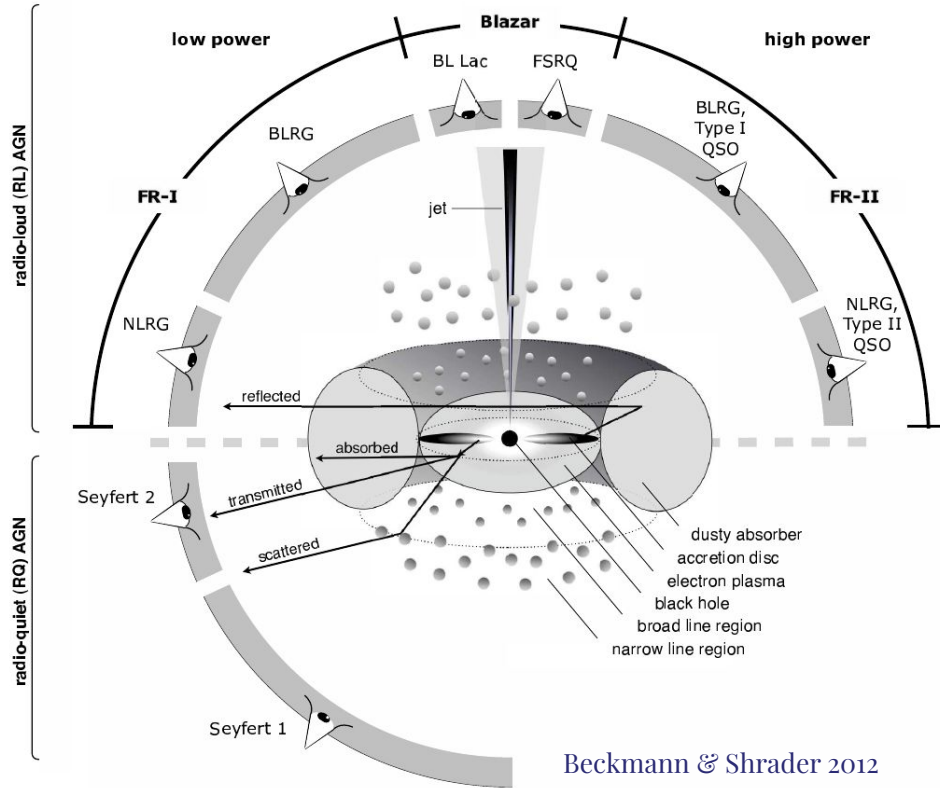 Blazar
low power
high power
BL Lac
FSRQ
BLRG
BLRG,
Type I
QSO
FR-I
FR-II
jet
radio-loud (RL) AGN
NLRG
NLRG,
Type II
QSO
reflected
absorbed
transmitted
scattered
Seyfert 2
radio-quiet (RQ) AGN
dusty absorber
accretion disc
electron plasma
black hole
broad line region
narrow line region
Seyfert 1
Beckmann & Shrader 2012